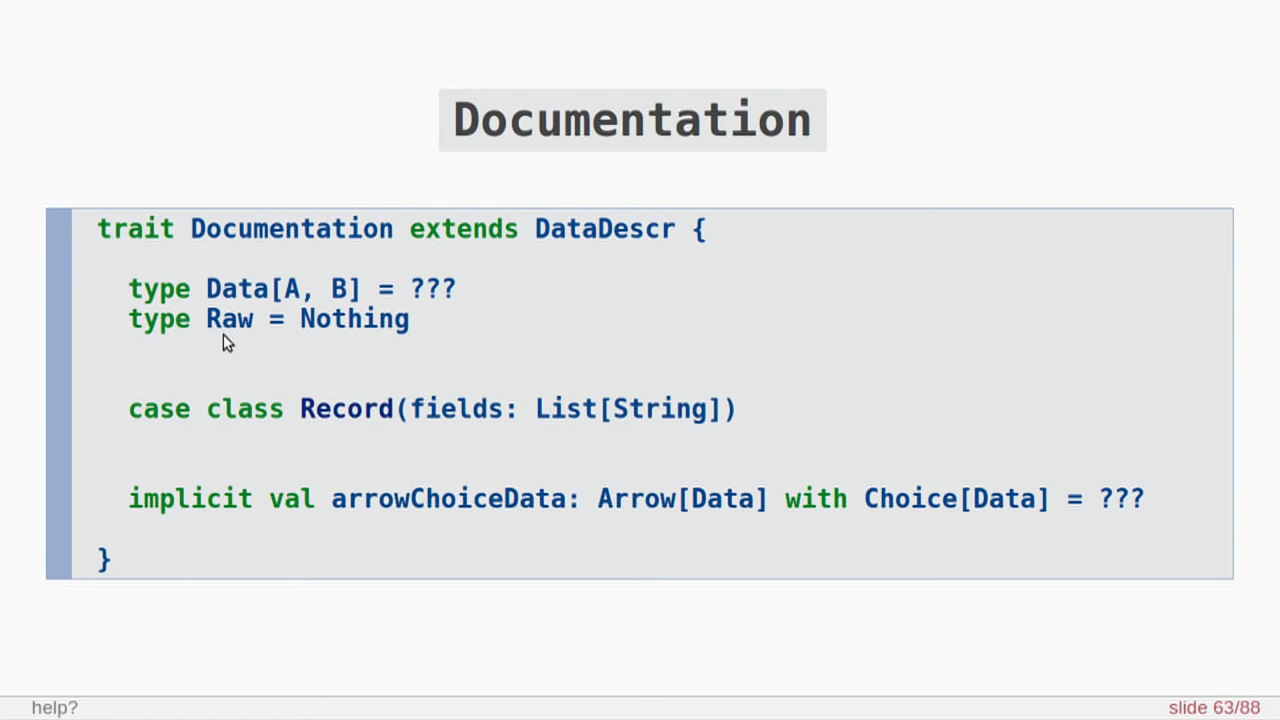 Documentation
trait Documentation extends DataDescr {
type Data[A, B] = ???
type Raw = Nothing
case class Record(fields: List[String])
implicit val arrowChoiceData: Arrow[Data] with Choice[Data] = ???
}
help?
slide 63/88